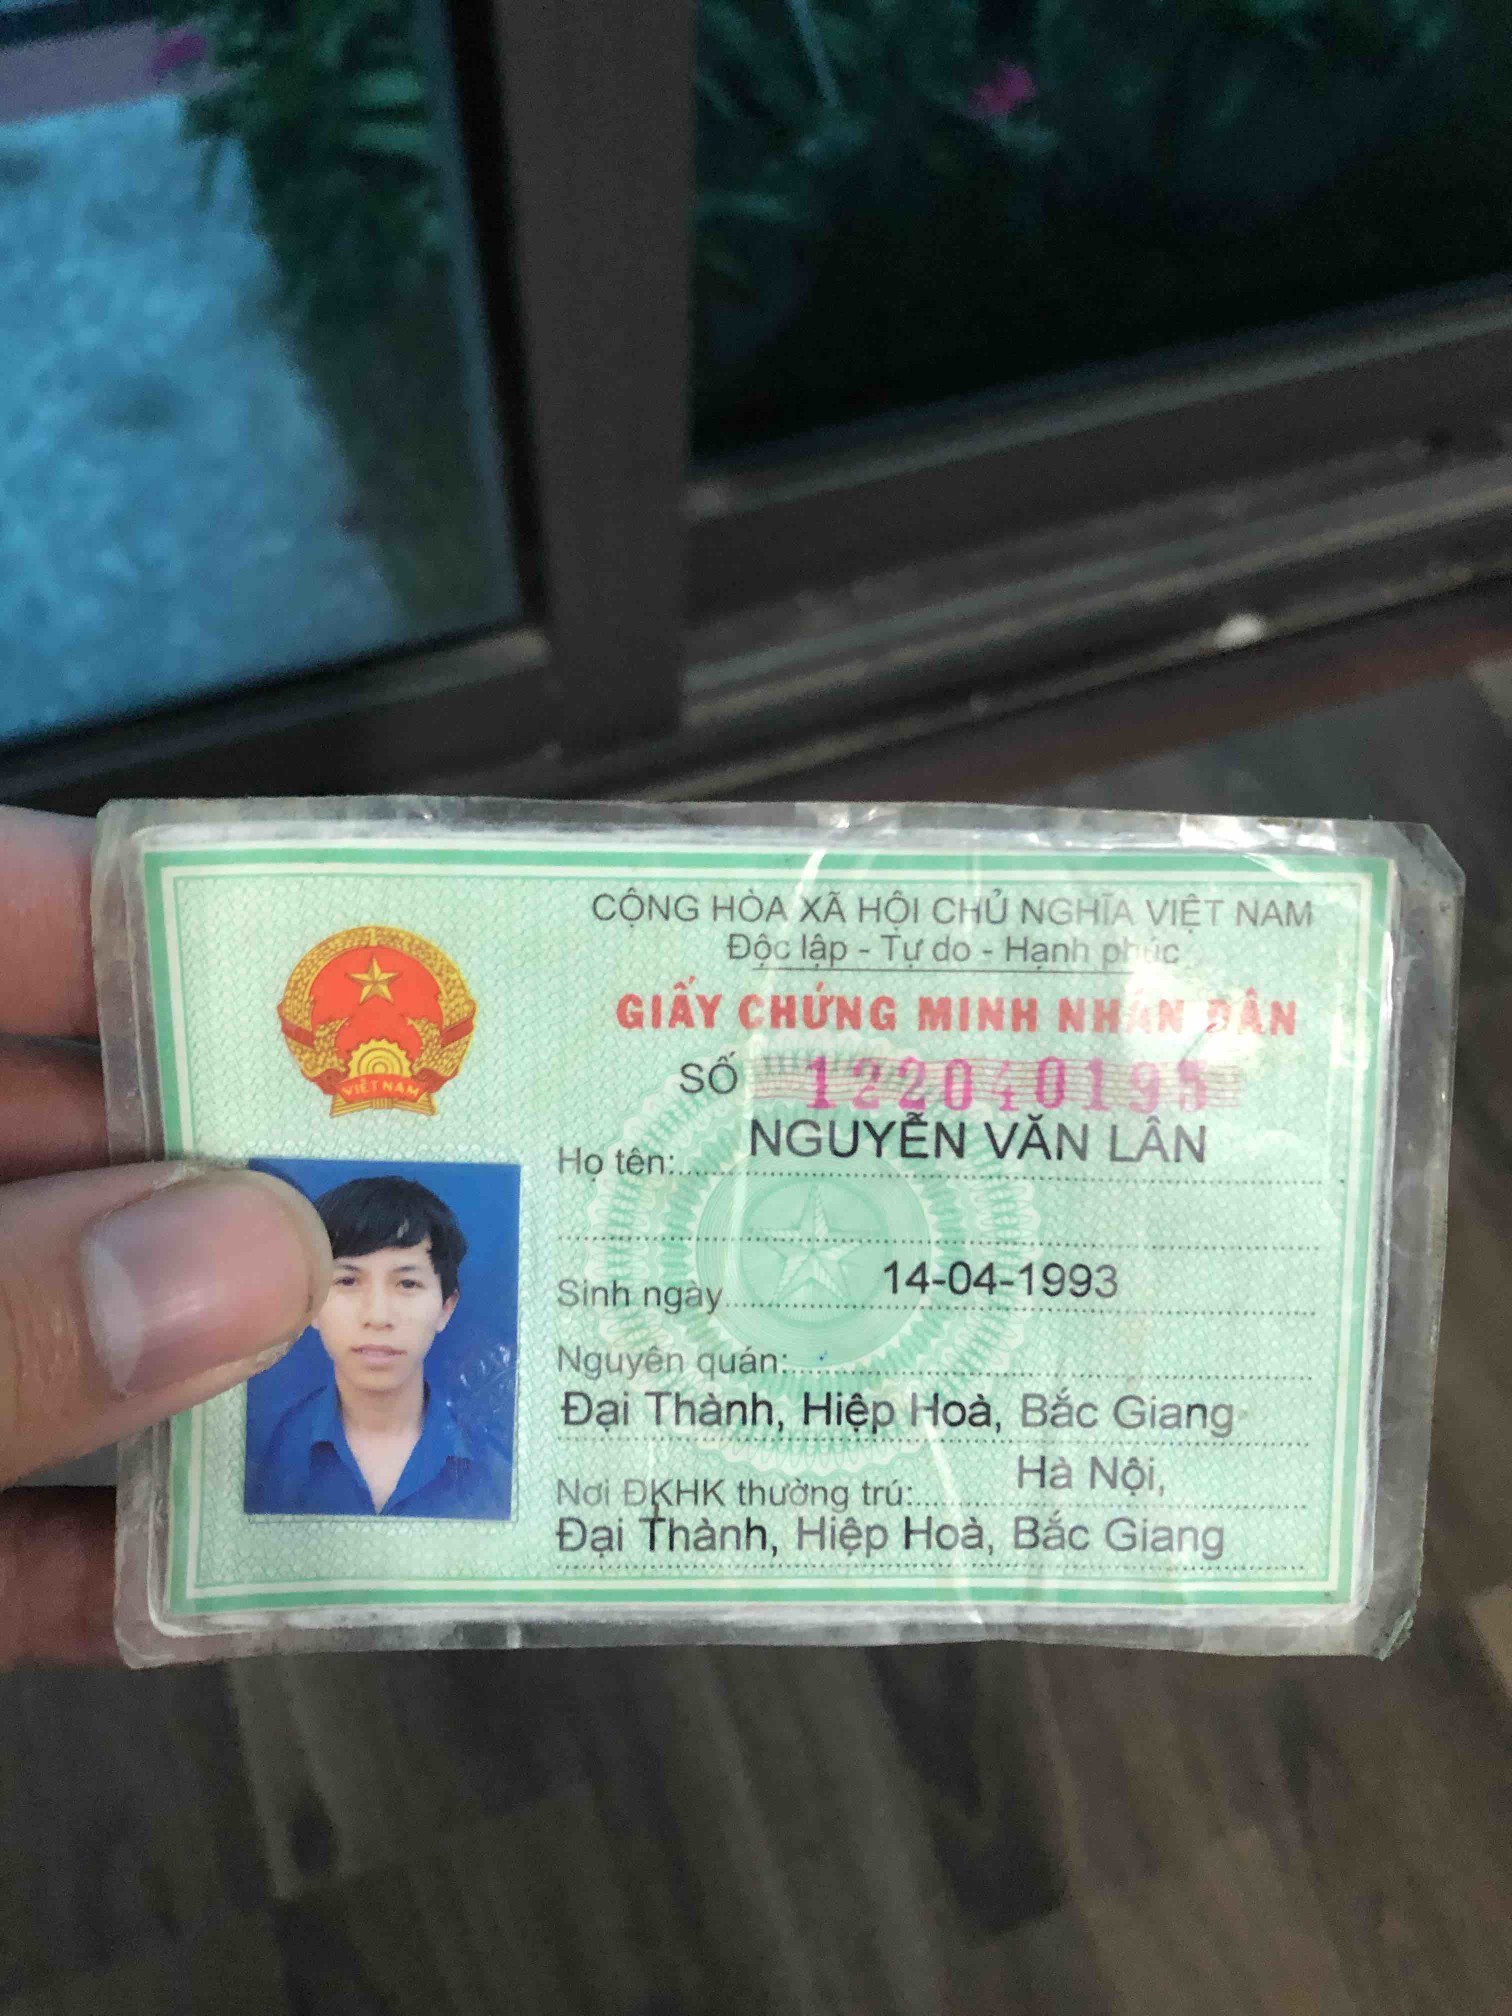 CỘNG HÒA XÃ HỘI CHỦ NGHĨA VIỆT NAM
Độc lập - Tự do - Hạnh phúc
GIẤY CHỨNG MINH NHÂN DÂN
SỐ 122040195
VIỆT NAM
Họ tên: NGUYỄN VĂN LÂN
Sinh ngày 14-04-1993
Nguyên quán:
Đại Thành, Hiệp Hoà, Bắc Giang
Nơi ĐKHK thường trú: Hà Nội,
Đại Thành, Hiệp Hoà, Bắc Giang